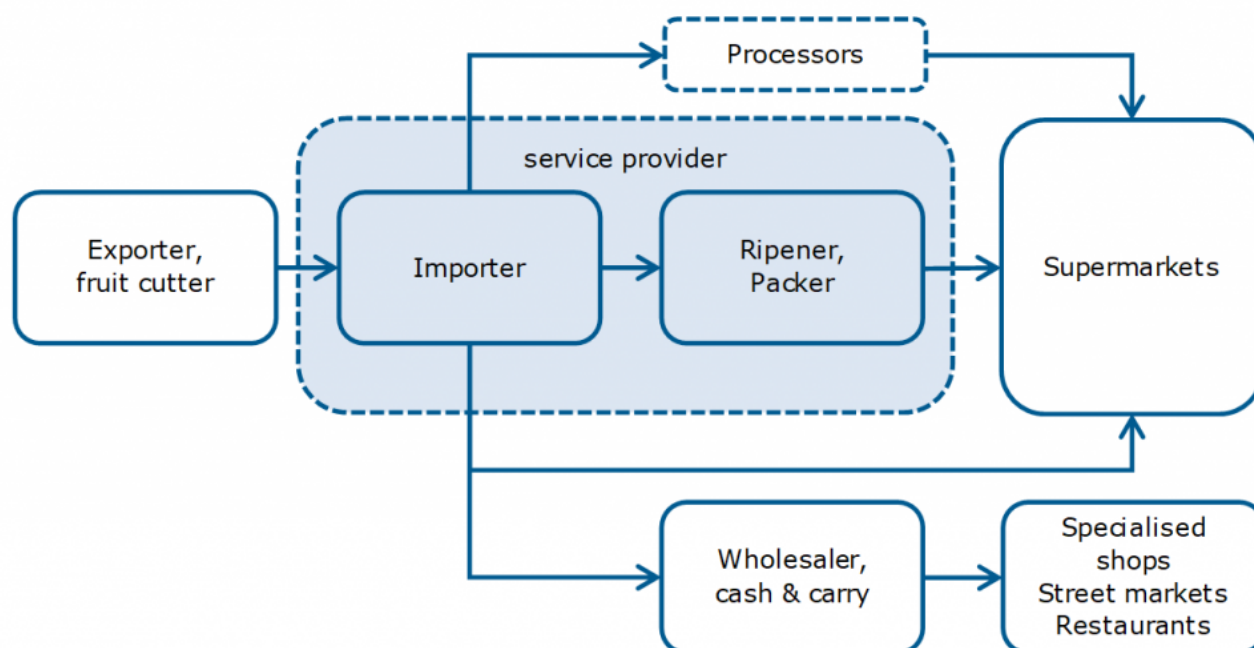 Processors
service provider
Exporter,
fruit cutter
Importer
Ripener,
Packer
Supermarkets
Wholesaler,
cash & carry
Specialised
shops
Street markets
Restaurants